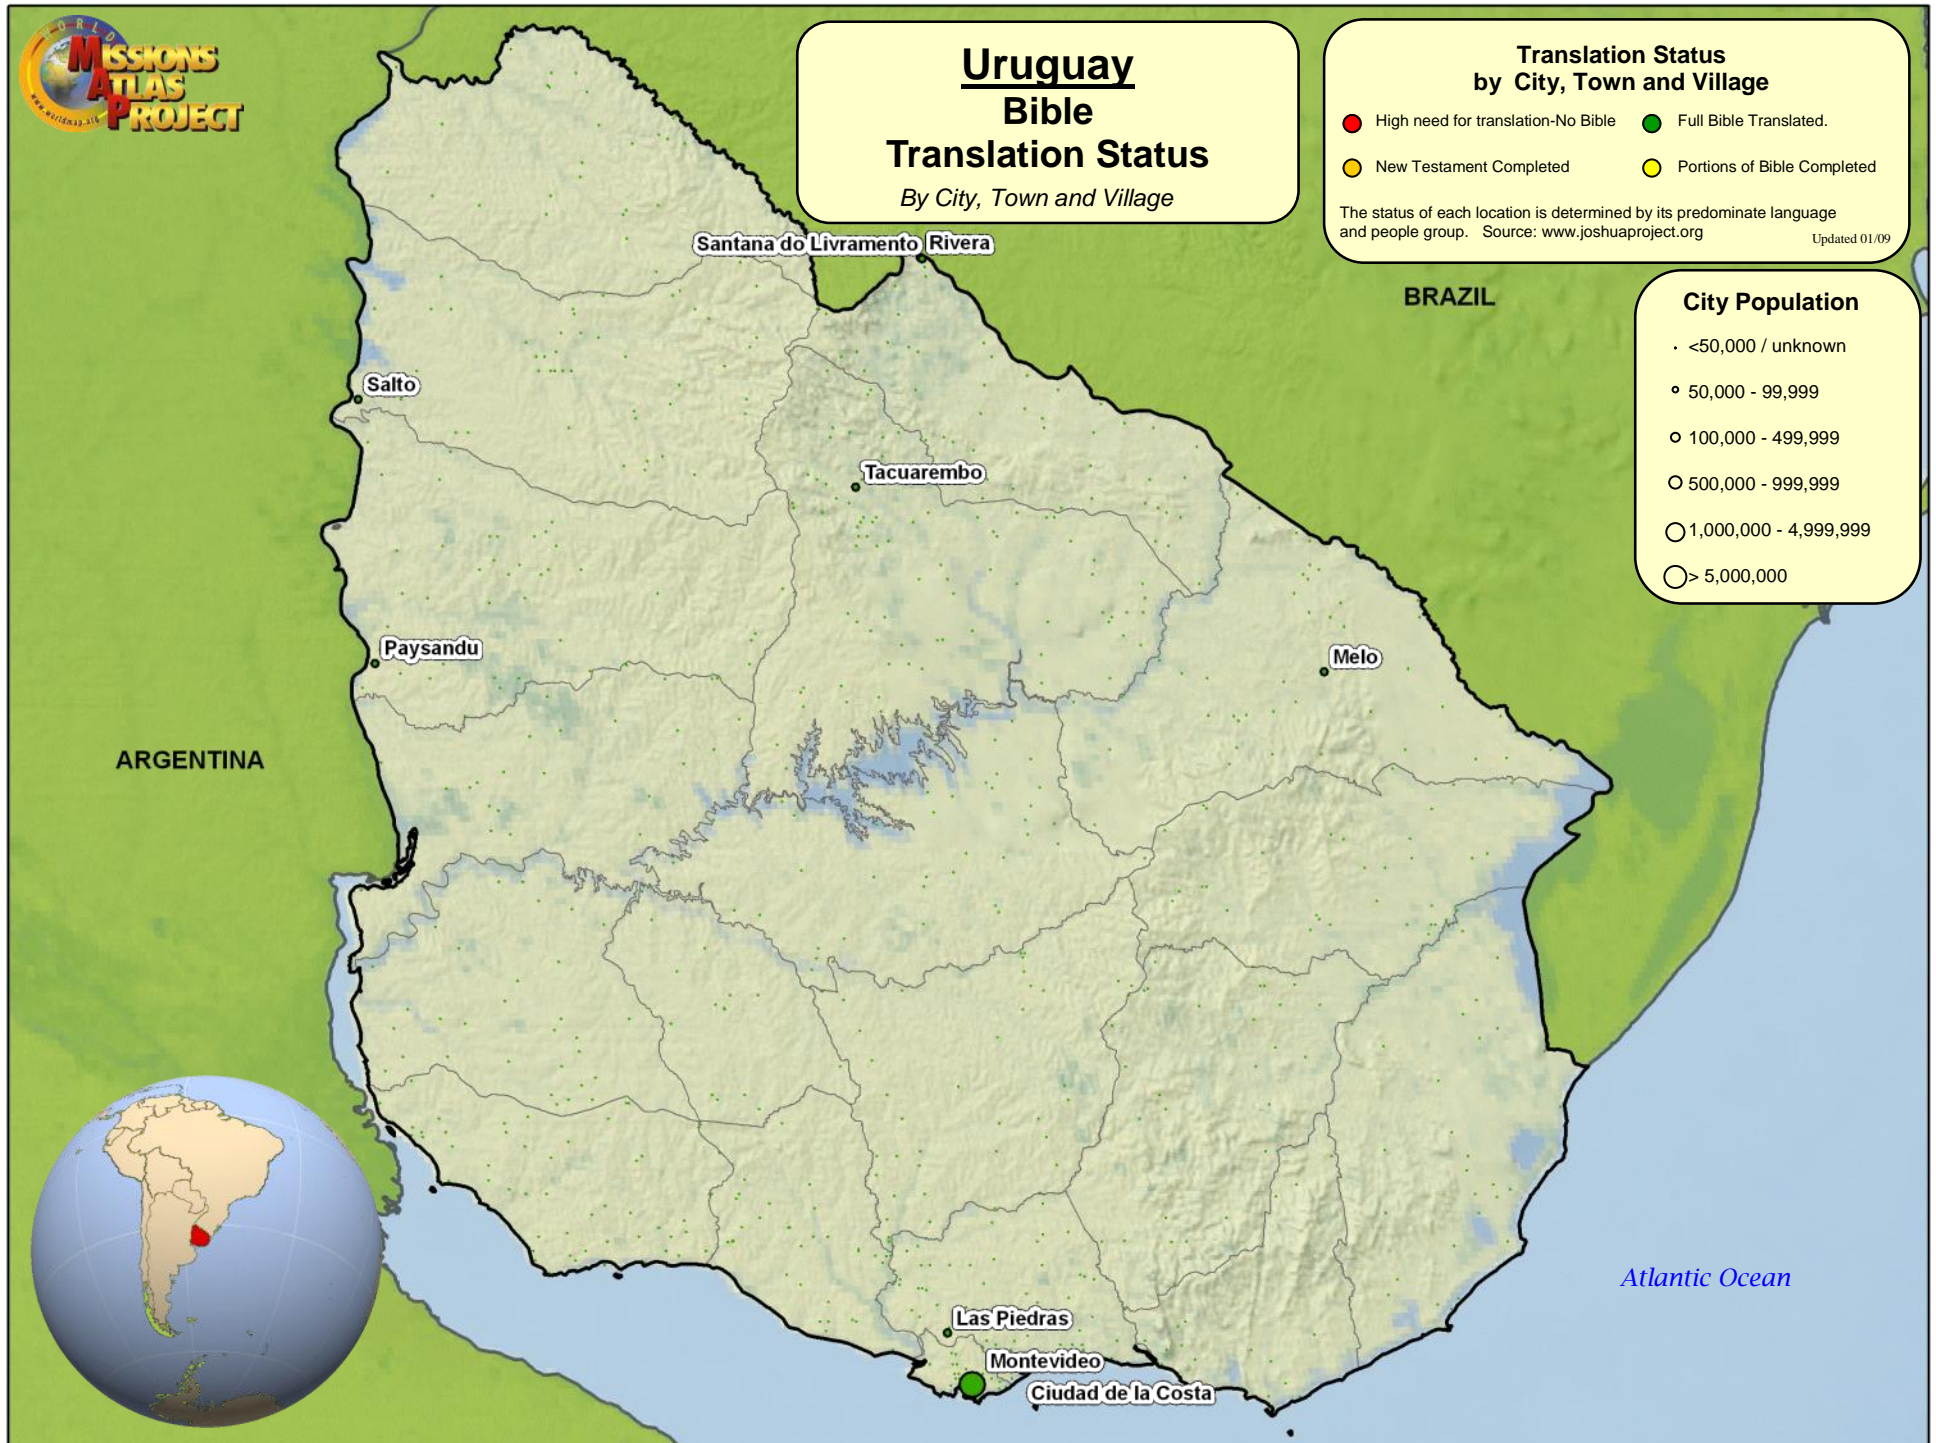 WORLD
MISSIONS
ATLAS
PROJECT
www.worldmap.org
Uruguay
Bible
Translation Status
By City, Town and Village
Translation Status
by City, Town and Village
High need for translation-No Bible
Full Bible Translated.
New Testament Completed
Portions of Bible Completed
The status of each location is determined by its predominate language
and people group. Source: www.joshuaproject.org
Updated 01/09
City Population
<50,000 / unknown
50,000 - 99,999
100,000 - 499,999
500,000 - 999,999
1,000,000 - 4,999,999
> 5,000,000
BRAZIL
Santana do Livramento
Rivera
Salto
Tacuarembo
Paysandu
Melo
ARGENTINA
Atlantic Ocean
Las Piedras
Montevideo
Ciudad de la Costa